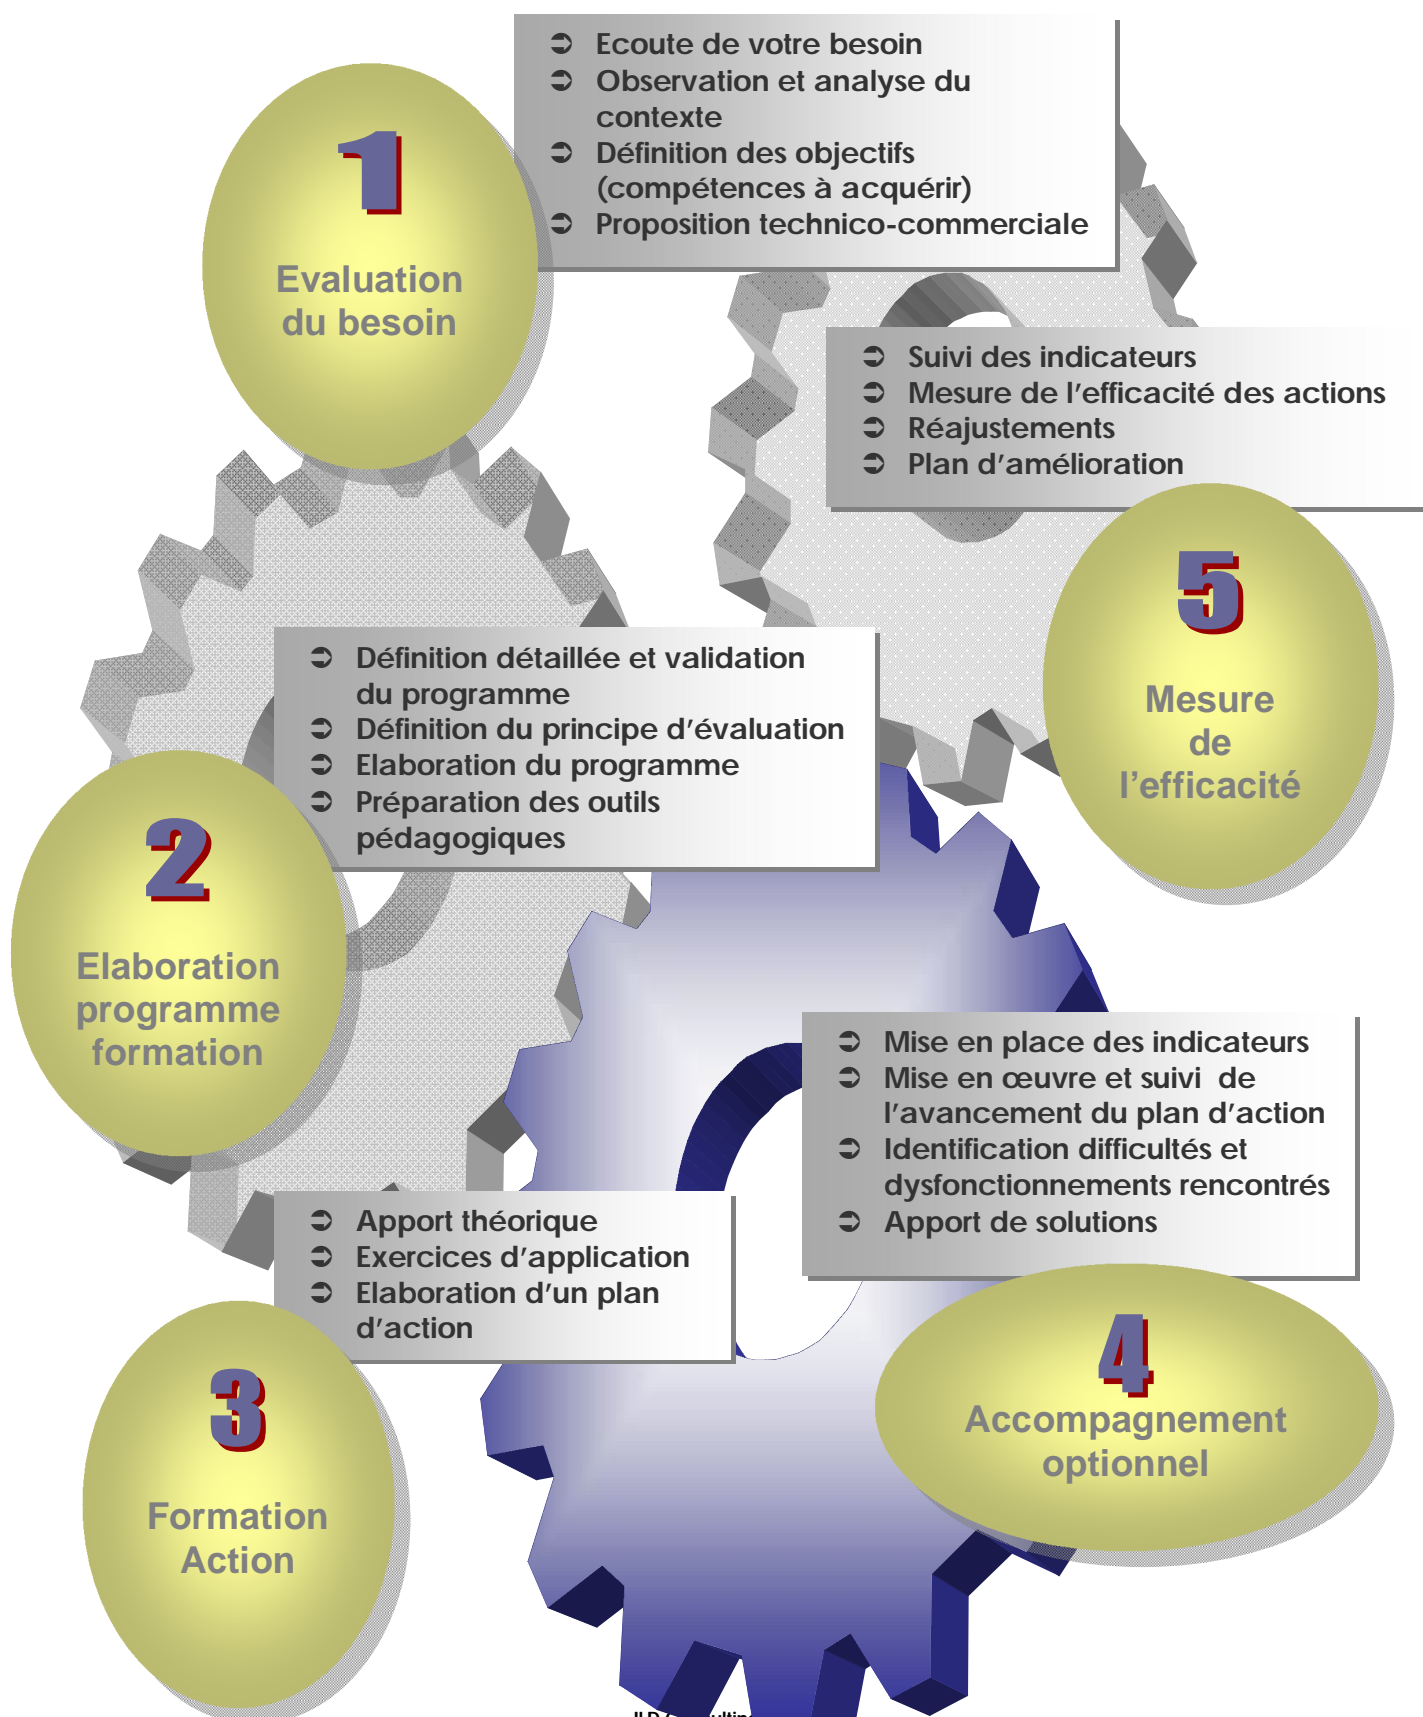 ➲ Ecoute de votre besoin
➲ Observation et analyse du
contexte
➲ Définition des objectifs
(compétences à acquérir)
➲ Proposition technico-commerciale
1
Evaluation
du besoin
➲ Suivi des indicateurs
➲ Mesure de l’efficacité des actions
➲ Réajustements
➲ Plan d’amélioration
5
Mesure
de
l’efficacité
➲ Définition détaillée et validation
du programme
➲ Définition du principe d’évaluation
➲ Elaboration du programme
➲ Préparation des outils
pédagogiques
2
Elaboration
programme
formation
➲ Mise en place des indicateurs
➲ Mise en œuvre et suivi  de
l’avancement du plan d’action
➲ Identification difficultés et
dysfonctionnements rencontrés
➲ Apport de solutions
➲ Apport théorique
➲ Exercices d’application
➲ Elaboration d’un plan
d’action
4
Accompagnement
optionnel
3
Formation
Action